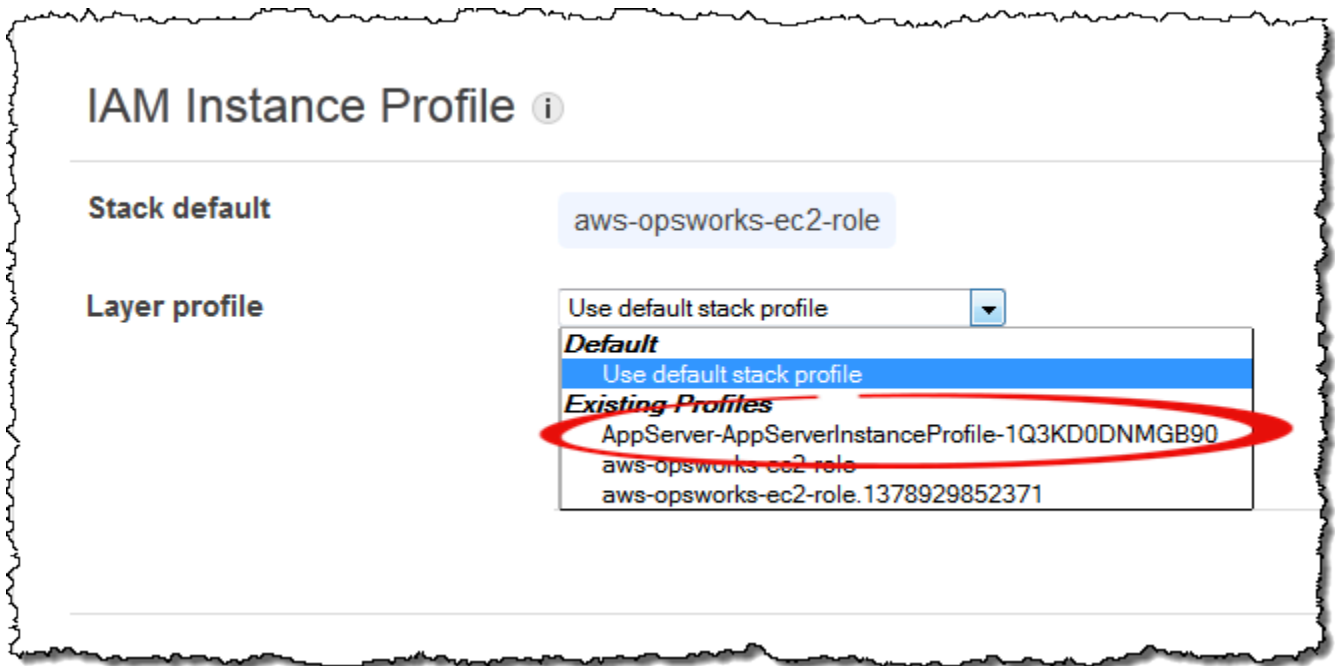 IAM Instance Profile i
Stack default
aws-opsworks-ec2-role
Layer profile
Use default stack profile
Default
Use default stack profile
Existing Profiles
AppServer-AppServerInstanceProfile-1Q3KD0DNMGB90
aws-opsworks-ec2-role
aws-opsworks-ec2-role.1378929852371